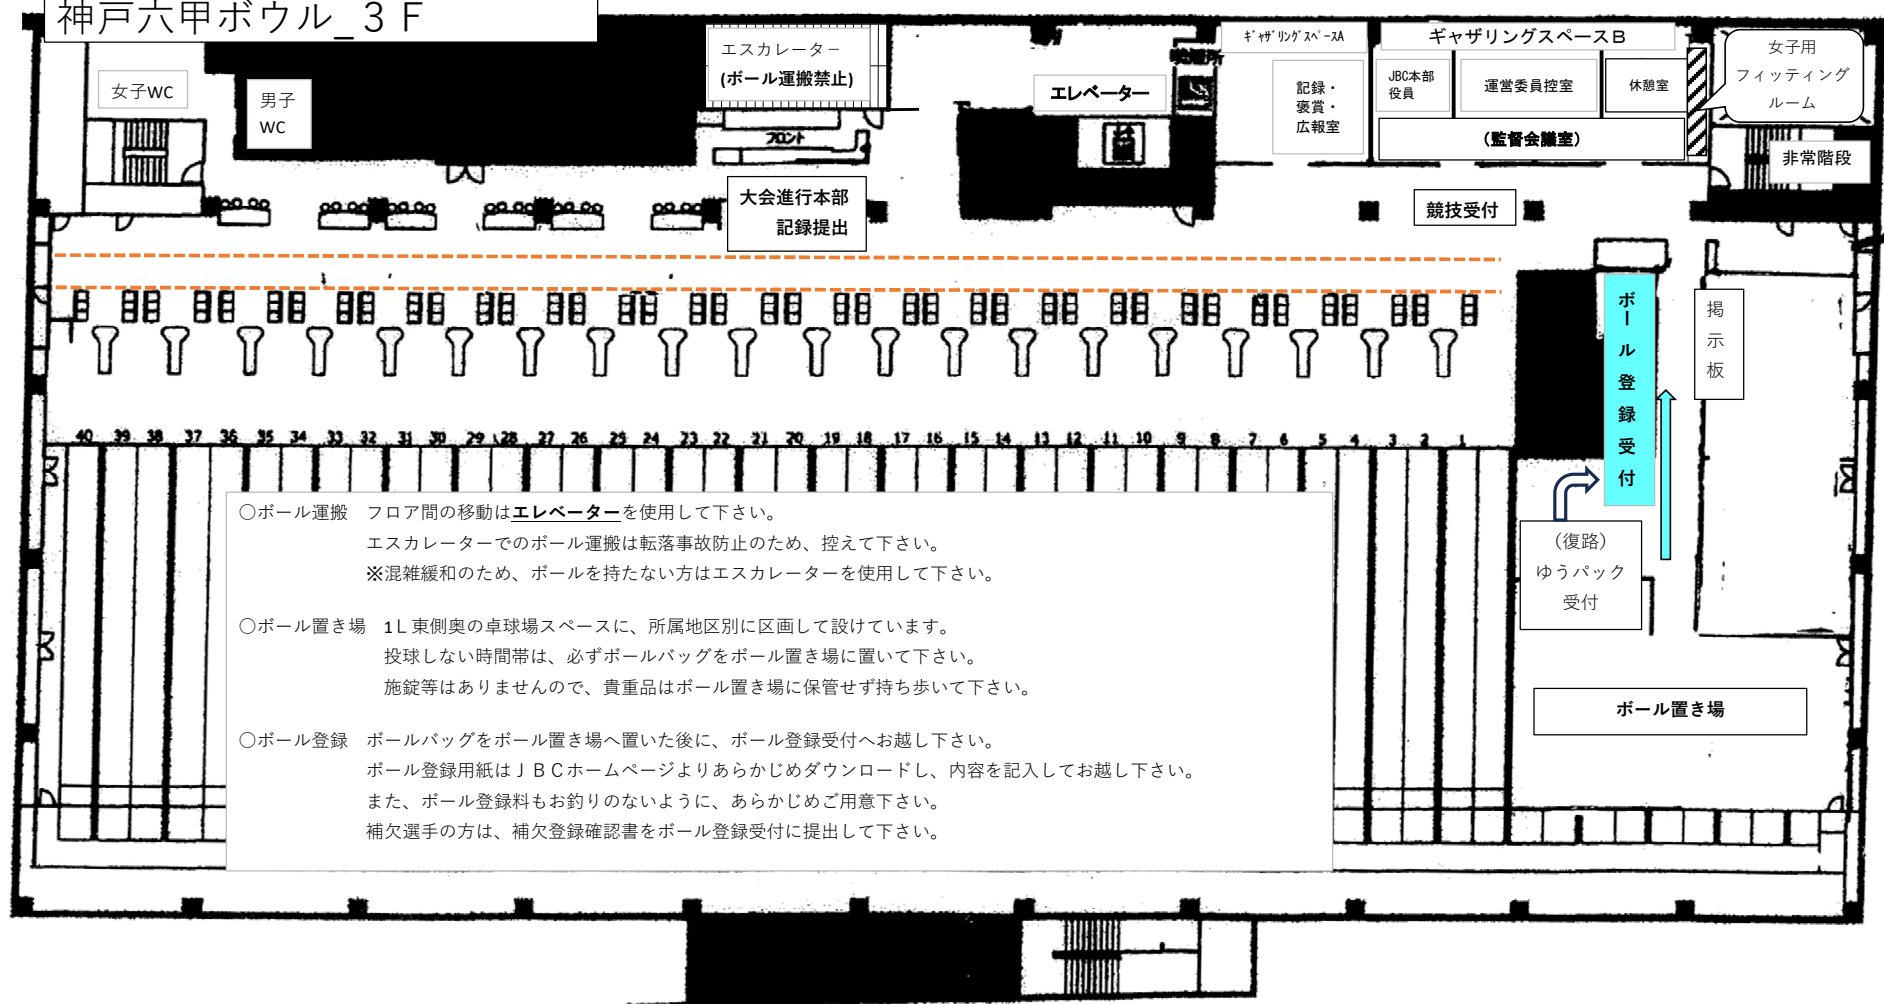 神戸六甲ボウル_３Ｆ
女子WC
男子
WC
エスカレーター
(ボール運搬禁止)
フロント
エレベーター
ｷﾞｬｻﾞﾘﾝｸﾞｽﾍﾟｰｽA
記録・
褒賞・
広報室
ギャザリングスペースＢ
JBC本部
役員
運営委員控室
休憩室
(監督会議室)
女子用
フィッティング
ルーム
非常階段
大会進行本部
記録提出
競技受付
ボール登録受付
掲示板
40 39 38 37 36 35 34 33 32 31 30 29 28 27 26 25 24 23 22 21 20 19 18 17 16 15 14 13 12 11 10 9 8 7 6 5 4 3 2 1
(復路)
ゆうパック
受付
ボール置き場
○ボール運搬　フロア間の移動はエレベーターを使用して下さい。
エスカレーターでのボール運搬は転落事故防止のため、控えて下さい。
※混雑緩和のため、ボールを持たない方はエスカレーターを使用して下さい。
○ボール置き場　1Ｌ東側奥の卓球場スペースに、所属地区別に区画して設けています。
投球しない時間帯は、必ずボールバッグをボール置き場に置いて下さい。
施錠等はありませんので、貴重品はボール置き場に保管せず持ち歩いて下さい。
○ボール登録　ボールバッグをボール置き場へ置いた後に、ボール登録受付へお越し下さい。
ボール登録用紙はＪＢＣホームページよりあらかじめダウンロードし、内容を記入してお越し下さい。
また、ボール登録料もお釣りのないように、あらかじめご用意下さい。
補欠選手の方は、補欠登録確認書をボール登録受付に提出して下さい。